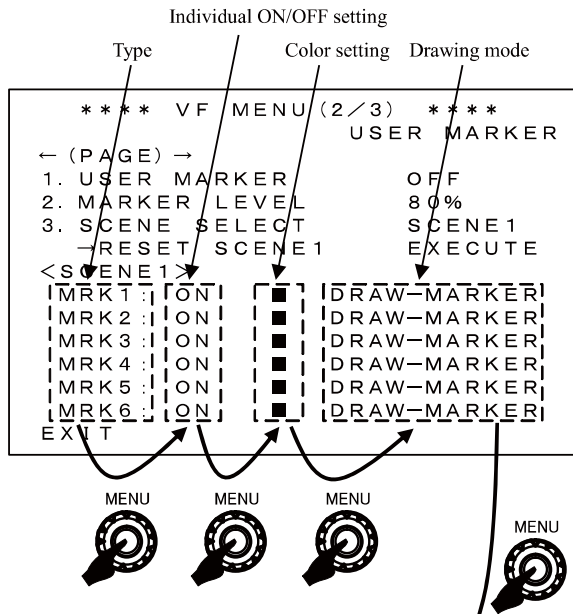 Individual ON/OFF setting
Type Color setting Drawing mode
**** VF MENU (2/3) ****
USER MARKER
← (PAGE) →
1. USER MARKER OFF
2. MARKER LEVEL 80%
3. SCENE SELECT SCENE1
→RESET SCENE1 EXECUTE
<SCENE1>
MRK1: ON ■ DRAW−MARKER
MRK2: ON ■ DRAW−MARKER
MRK3: ON ■ DRAW−MARKER
MRK4: ON ■ DRAW−MARKER
MRK5: ON ■ DRAW−MARKER
MRK6: ON ■ DRAW−MARKER
EXIT
MENU MENU MENU
MENU